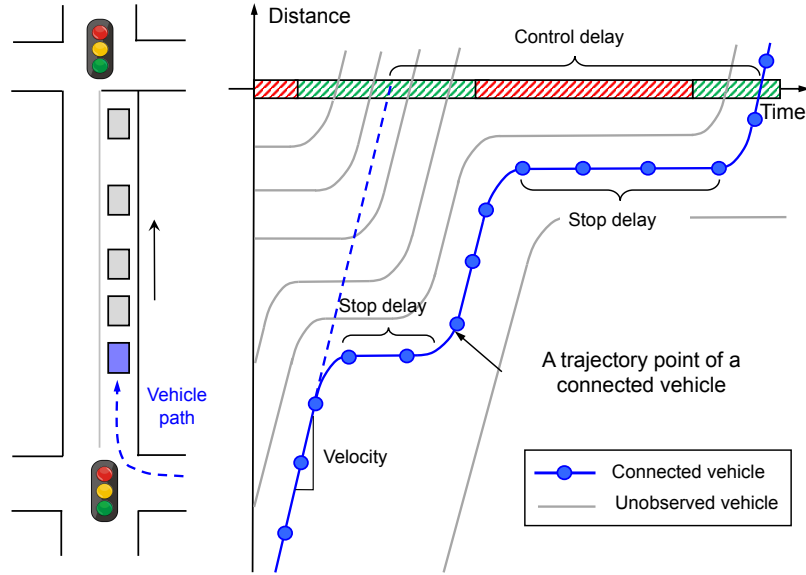 Distance
Control delay
Time
Stop delay
Stop delay
A trajectory point of a
connected vehicle
Vehicle
path
Velocity
Connected vehicle
Unobserved vehicle